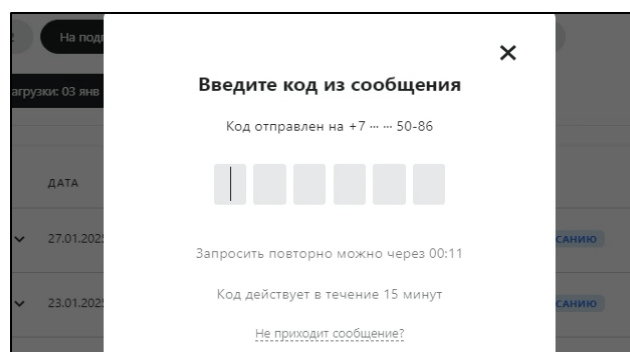 На под
агрузки: 03 янв
Введите код из сообщения
Код отправлен на +7 ··· ··· 50-86
ДАТА
27.01.202
САНИЮ
Запросить повторно можно через 00:11
Код действует в течение 15 минут
23.01.202
САНИЮ
Не приходит сообщение?